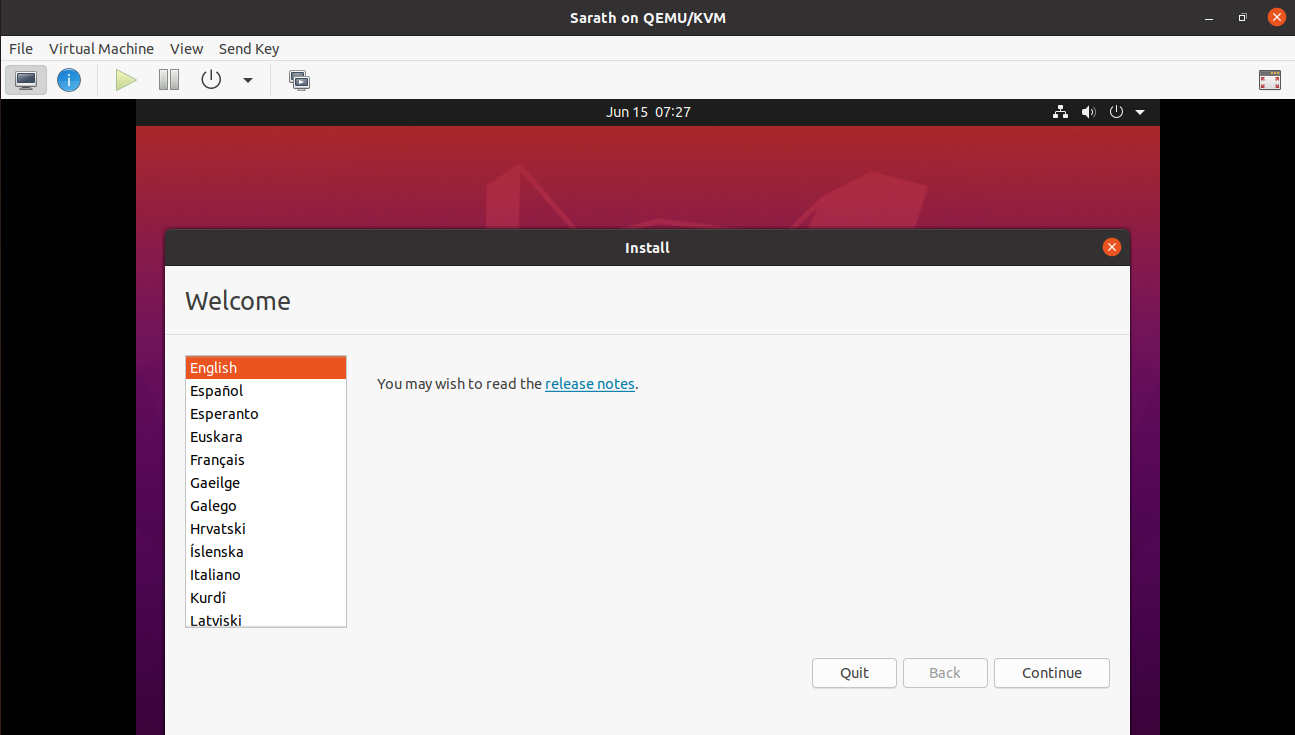 Sarath on QEMU/KVM
File Virtual Machine View Send Key
Jun 15 07:27
Install
Welcome
English
Español
Esperanto
Euskara
Français
Gaeilge
Galego
Hrvatski
Íslenska
Italiano
Kurdî
Latviski
You may wish to read the release notes.
Quit Back Continue